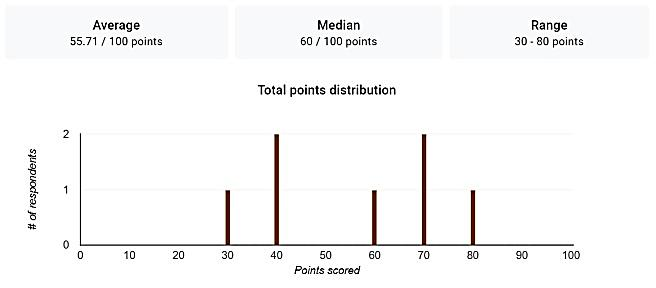 Average
55.71 / 100 points
Median
60 / 100 points
Range
30 - 80 points
Total points distribution
# of respondents
2
1
0
0 10 20 30 40 50 60 70 80 90 100
Points scored